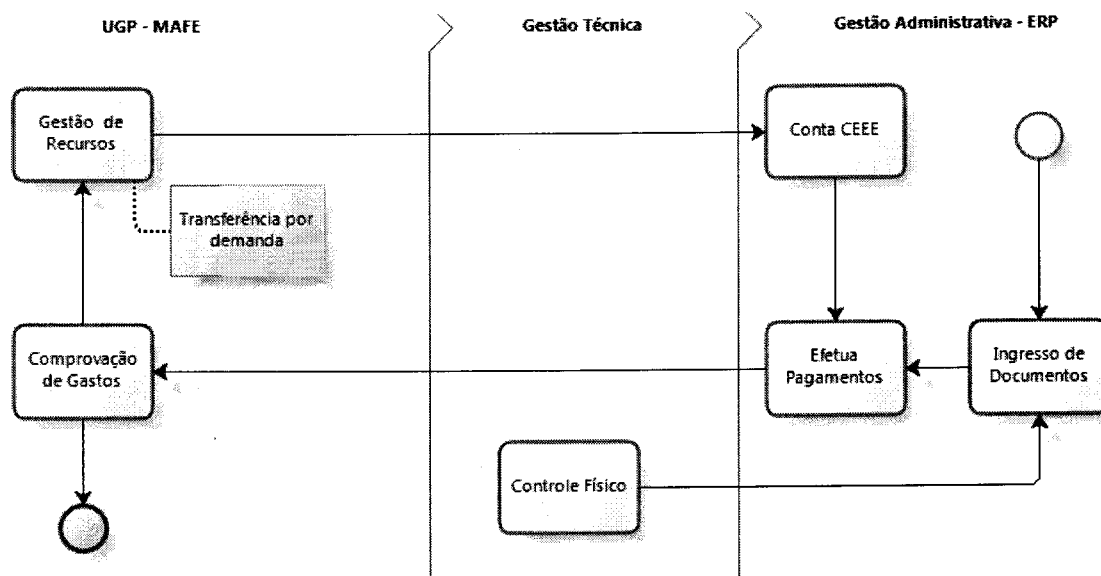 UGP - MAFE
Gestão Técnica
Gestão Administrativa - ERP
Gestão de
Recursos
Conta CEEE
Transferência por
demanda
Comprovação
de Gastos
Efetua
Pagamentos
Ingresso de
Documentos
Controle Físico